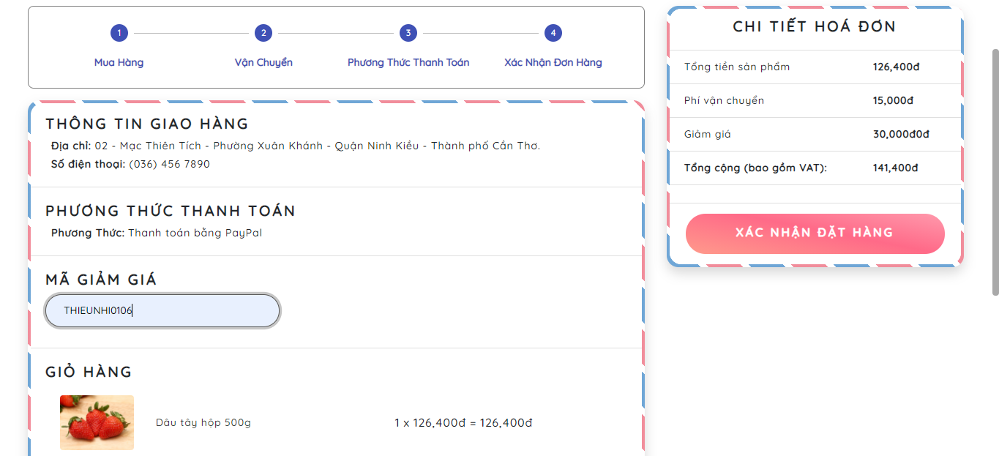 1
2
3
4
Mua Hàng
Vận Chuyển
Phương Thức Thanh Toán
Xác Nhận Đơn Hàng
THÔNG TIN GIAO HÀNG
Địa chỉ: 02 - Mạc Thiên Tích - Phường Xuân Khánh - Quận Ninh Kiều - Thành phố Cần Thơ.
Số điện thoại: (036) 456 7890
PHƯƠNG THỨC THANH TOÁN
Phương Thức: Thanh toán bằng PayPal
MÃ GIẢM GIÁ
THIEUNHI0106
GIỎ HÀNG
Dâu tây hộp 500g
1 x 126,400đ = 126,400đ
CHI TIẾT HOÁ ĐƠN
Tổng tiền sản phẩm 126,400đ
Phí vận chuyển 15,000đ
Giảm giá 30,000đ0đ
Tổng cộng (bao gồm VAT): 141,400đ
XÁC NHẬN ĐẶT HÀNG